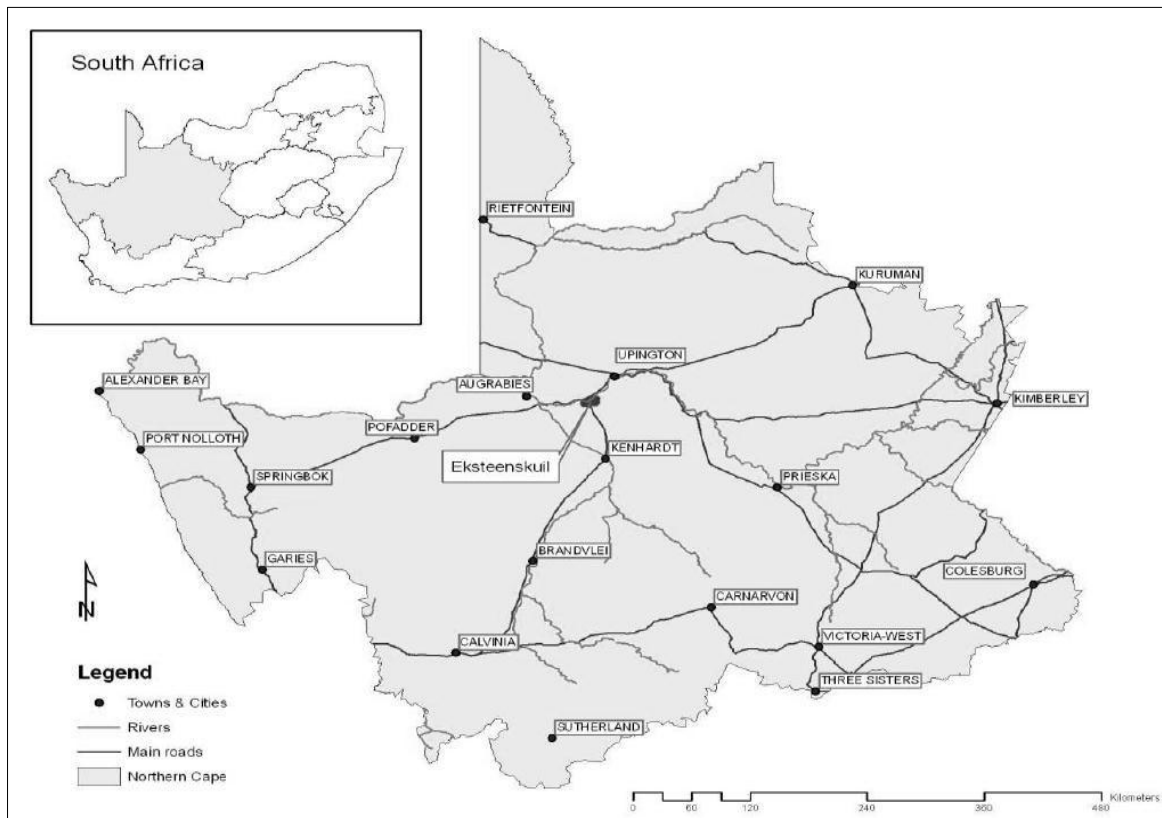 South Africa
RIETFONTEIN
KURUMAN
UPINGTON
ALEXANDER BAY
AUGRABIES
KIMBERLEY
POFADDER
PORT NOLLOTH
KENHARDT
Eksteenskuil
SPRINGBOK
PRIESKA
BRANDVLEI
GARIES
COLESBURG
CARNARVON
N
CALVINIA
VICTORIA-WEST
Legend
THREE SISTERS
Towns & Cities
Rivers
SUTHERLAND
Main roads
Northern Cape
Kilometers
0 60 120 240 360 480